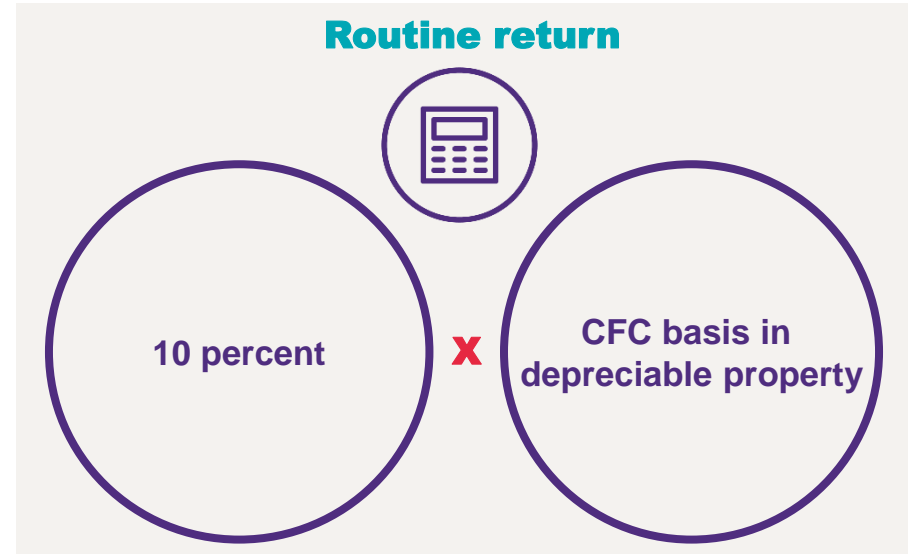 Routine return
10 percent
x
CFC basis in
depreciable property